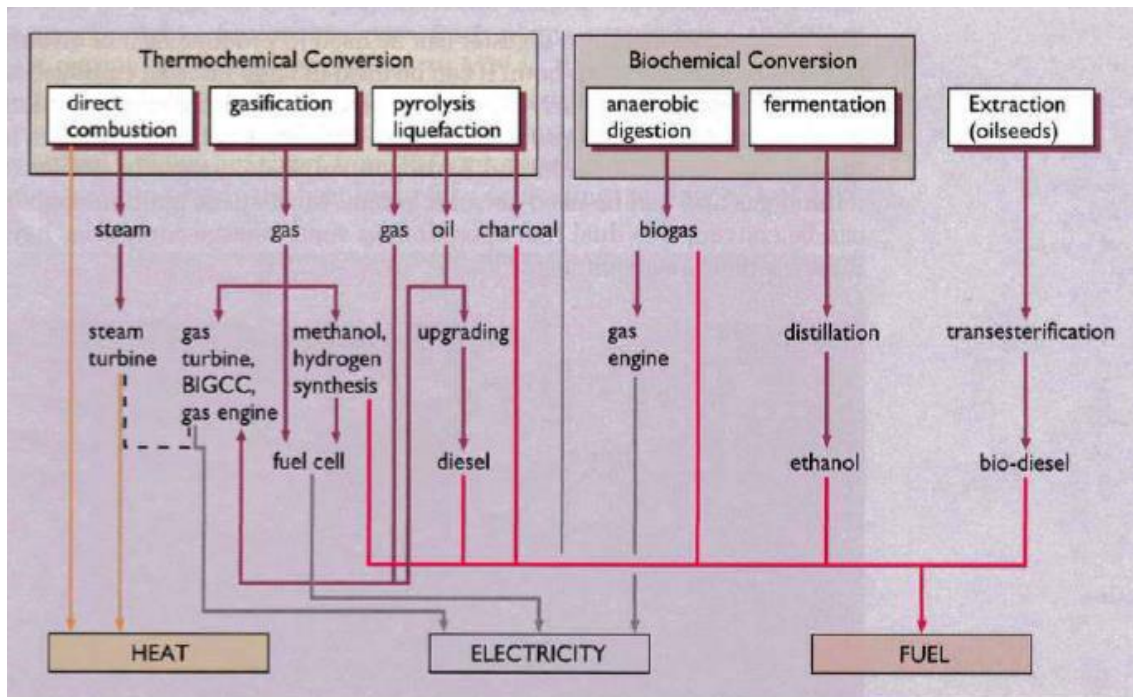 Thermochemical Conversion
Biochemical Conversion
direct
combustion
gasification
pyrolysis
liquefaction
anaerobic
digestion
fermentation
Extraction
(oilseeds)
steam
gas
gas
oil
charcoal
biogas
steam
turbine
gas
turbine,
BIGCC,
gas engine
methanol,
hydrogen
synthesis
upgrading
gas
engine
distillation
transesterification
fuel cell
diesel
ethanol
bio-diesel
HEAT
ELECTRICITY
FUEL